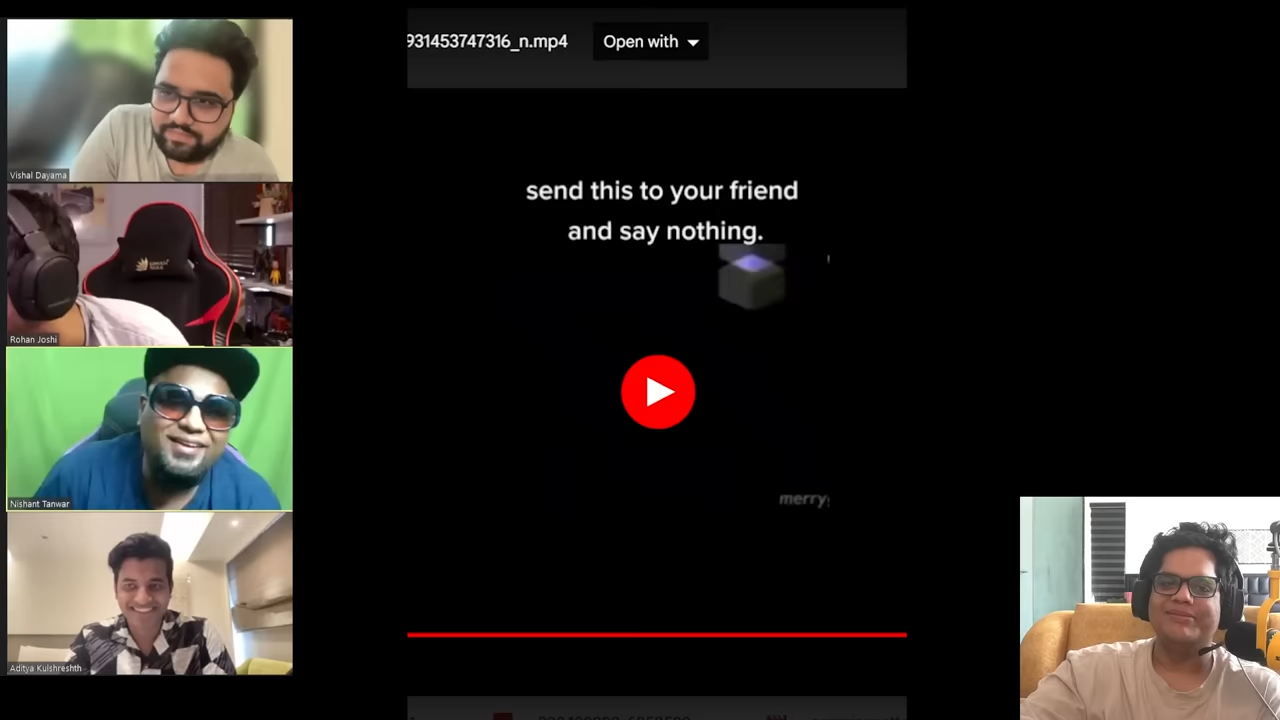 931453747316_n.mp4
Open with
send this to your friend
and say nothing.
merry
Vishal Dayama
Rohan Joshi
Nishant Tanwar
Aditya Kulshreshth